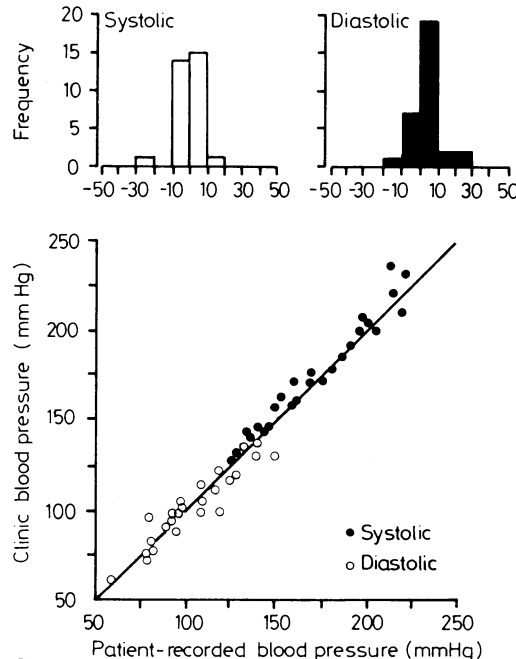 Systolic
Diastolic
Frequency
20
15
10
5
0
-50 -30 -10 10 30 50
-50 -30 -10 10 30 50
Clinic blood pressure (mm Hg)
250
200
150
100
50
Systolic
Diastolic
50 100 150 200 250
Patient-recorded blood pressure (mmHg)